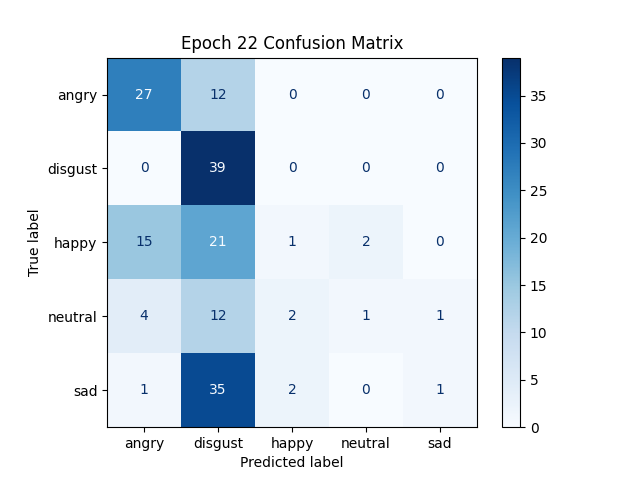 Epoch 22 Confusion Matrix
True label
angry 27 12 0 0 0
disgust 0 39 0 0 0
happy 15 21 1 2 0
neutral 4 12 2 1 1
sad 1 35 2 0 1
angry disgust happy neutral sad
Predicted label
35
30
25
20
15
10
5
0